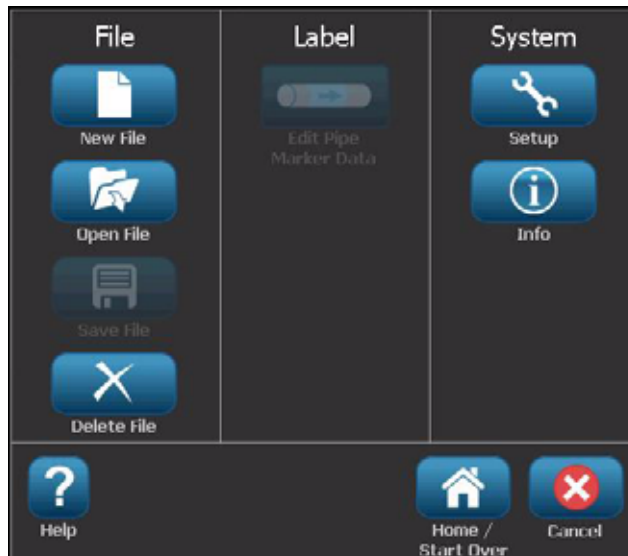 File
New File
Open File
Save File
Delete File
Label
Edit Pipe
Marker Data
System
Setup
Info
?
Help
Home /
Start Over
Cancel